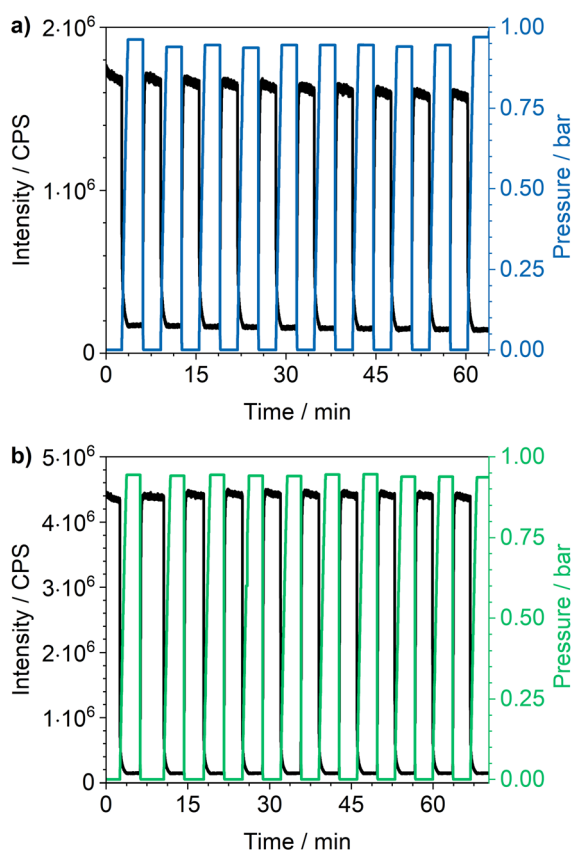 a)
2·10⁶
1·10⁶
0
Intensity / CPS
1.00
0.75
0.50
0.25
0.00
Pressure / bar
0 15 30 45 60
Time / min
b)
5·10⁶
4·10⁶
3·10⁶
2·10⁶
1·10⁶
0
Intensity / CPS
1.00
0.75
0.50
0.25
0.00
Pressure / bar
0 15 30 45 60
Time / min